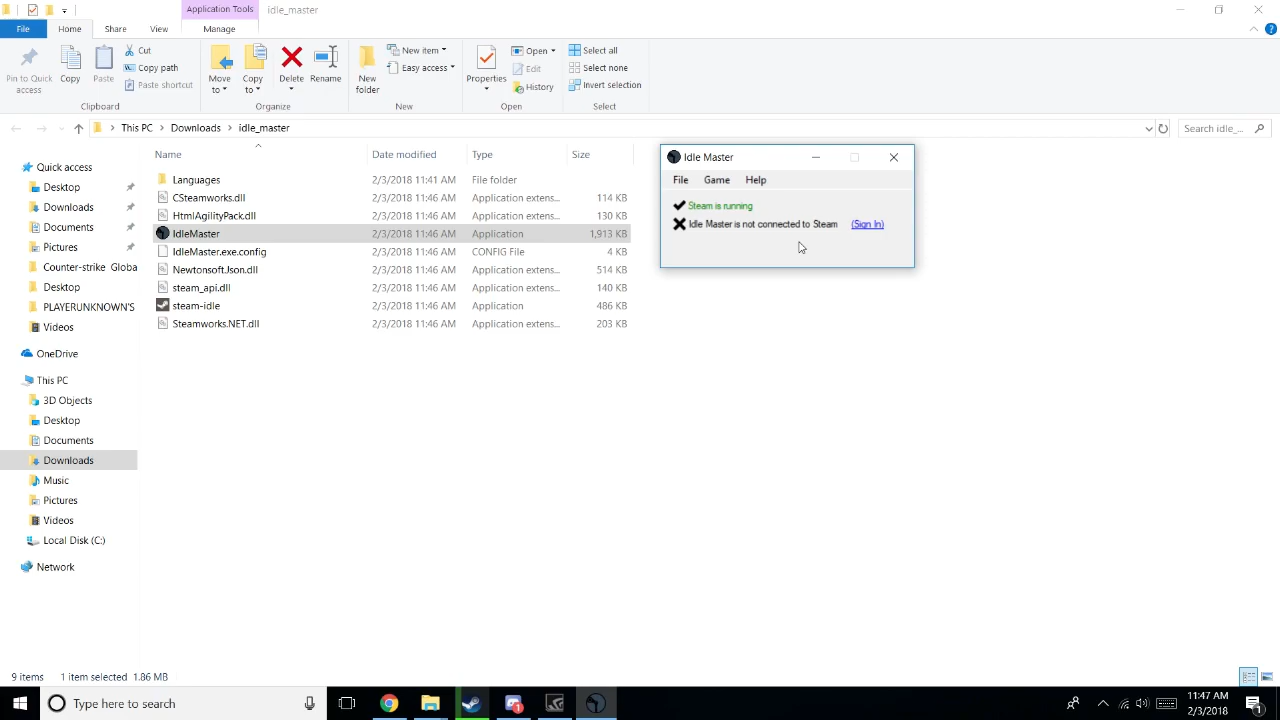 Application Tools
idle_master
File
Home
Share
View
Manage
Pin to Quick
access
Copy
Paste
Cut
Copy path
Paste shortcut
Clipboard
Move
to
Copy
to
Delete
Rename
Organize
New
folder
New item
Easy access
New
Properties
Open
Edit
History
Open
Select all
Select none
Invert selection
Select
This PC
Downloads
idle_master
Search idle_...
Quick access
Desktop
Downloads
Documents
Pictures
Counter-strike Globa
Desktop
PLAYERUNKNOWN'S
Videos
OneDrive
This PC
3D Objects
Desktop
Documents
Downloads
Music
Pictures
Videos
Local Disk (C:)
Network
Name Date modified Type Size
Languages 2/3/2018 11:41 AM File folder
CSteamworks.dll 2/3/2018 11:46 AM Application extens... 114 KB
HtmlAgilityPack.dll 2/3/2018 11:46 AM Application extens... 130 KB
IdleMaster 2/3/2018 11:46 AM Application 1,913 KB
IdleMaster.exe.config 2/3/2018 11:46 AM CONFIG File 4 KB
Newtonsoft.Json.dll 2/3/2018 11:46 AM Application extens... 514 KB
steam_api.dll 2/3/2018 11:46 AM Application extens... 140 KB
steam-idle 2/3/2018 11:46 AM Application 486 KB
Steamworks.NET.dll 2/3/2018 11:46 AM Application extens... 203 KB
Idle Master
File Game Help
Steam is running
Idle Master is not connected to Steam (Sign In)
9 items 1 item selected 1.86 MB
Type here to search
11:47 AM
2/3/2018